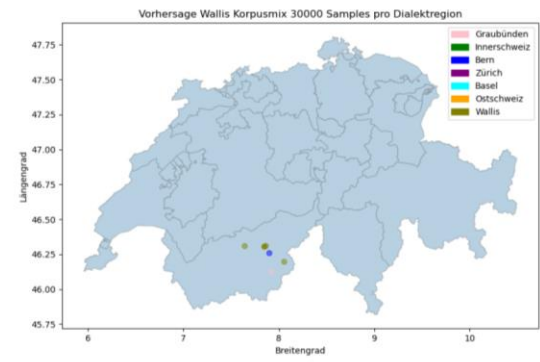 Vorhersage Wallis Korpusmix 30000 Samples pro Dialektregion
Graubünden
Innerschweiz
Bern
Zürich
Basel
Ostschweiz
Wallis
47.75
47.50
47.25
47.00
46.75
46.50
46.25
46.00
45.75
Längengrad
6 7 8 9 10
Breitengrad